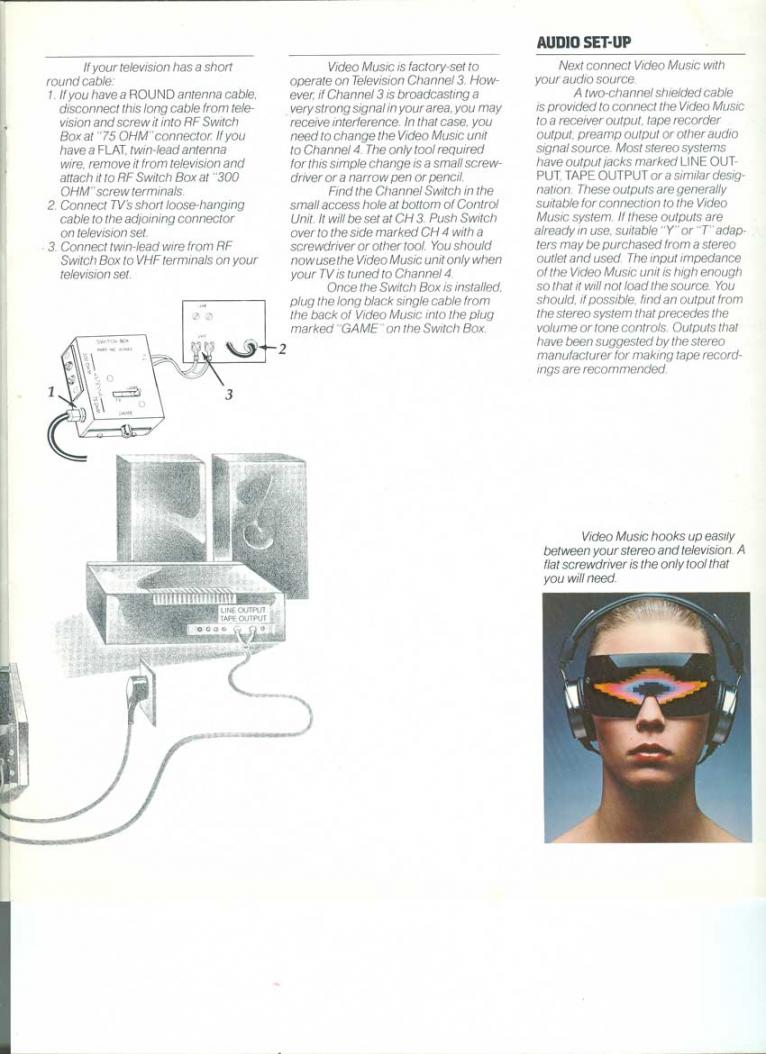 If your television has a short
round cable:
1. If you have a ROUND antenna cable,
disconnect this long cable from tele-
vision and screw it into RF Switch
Box at "75 OHM" connector. If you
have a FLAT, twin-lead antenna
wire, remove it from television and
attach it to RF Switch Box at "300
OHM" screw terminals.
2. Connect TV's short loose-hanging
cable to the adjoining connector
on television set.
3. Connect twin-lead wire from RF
Switch Box to VHF terminals on your
television set.
SWITCH BOX
GAME
1
2
3
LINE OUTPUT
TAPE OUTPUT
Video Music is factory-set to
operate on Television Channel 3. How-
ever, if Channel 3 is broadcasting a
very strong signal in your area, you may
receive interference. In that case, you
need to change the Video Music unit
to Channel 4. The only tool required
for this simple change is a small screw-
driver or a narrow pen or pencil.
Find the Channel Switch in the
small access hole at bottom of Control
Unit. It will be set at CH 3. Push Switch
over to the side marked CH 4 with a
screwdriver or other tool. You should
now use the Video Music unit only when
your TV is tuned to Channel 4.
Once the Switch Box is installed,
plug the long black single cable from
the back of Video Music into the plug
marked "GAME" on the Switch Box.
AUDIO SET-UP
Next connect Video Music with
your audio source.
A two-channel shielded cable
is provided to connect the Video Music
to a receiver output, tape recorder
output, preamp output or other audio
signal source. Most stereo systems
have output jacks marked LINE OUT-
PUT, TAPE OUTPUT or a similar desig-
nation. These outputs are generally
suitable for connection to the Video
Music system. If these outputs are
already in use, suitable "Y" or "T" adap-
ters may be purchased from a stereo
outlet and used. The input impedance
of the Video Music unit is high enough
so that it will not load the source. You
should, if possible, find an output from
the stereo system that precedes the
volume or tone controls. Outputs that
have been suggested by the stereo
manufacturer for making tape record-
ings are recommended.
Video Music hooks up easily
between your stereo and television. A
flat screwdriver is the only tool that
you will need.